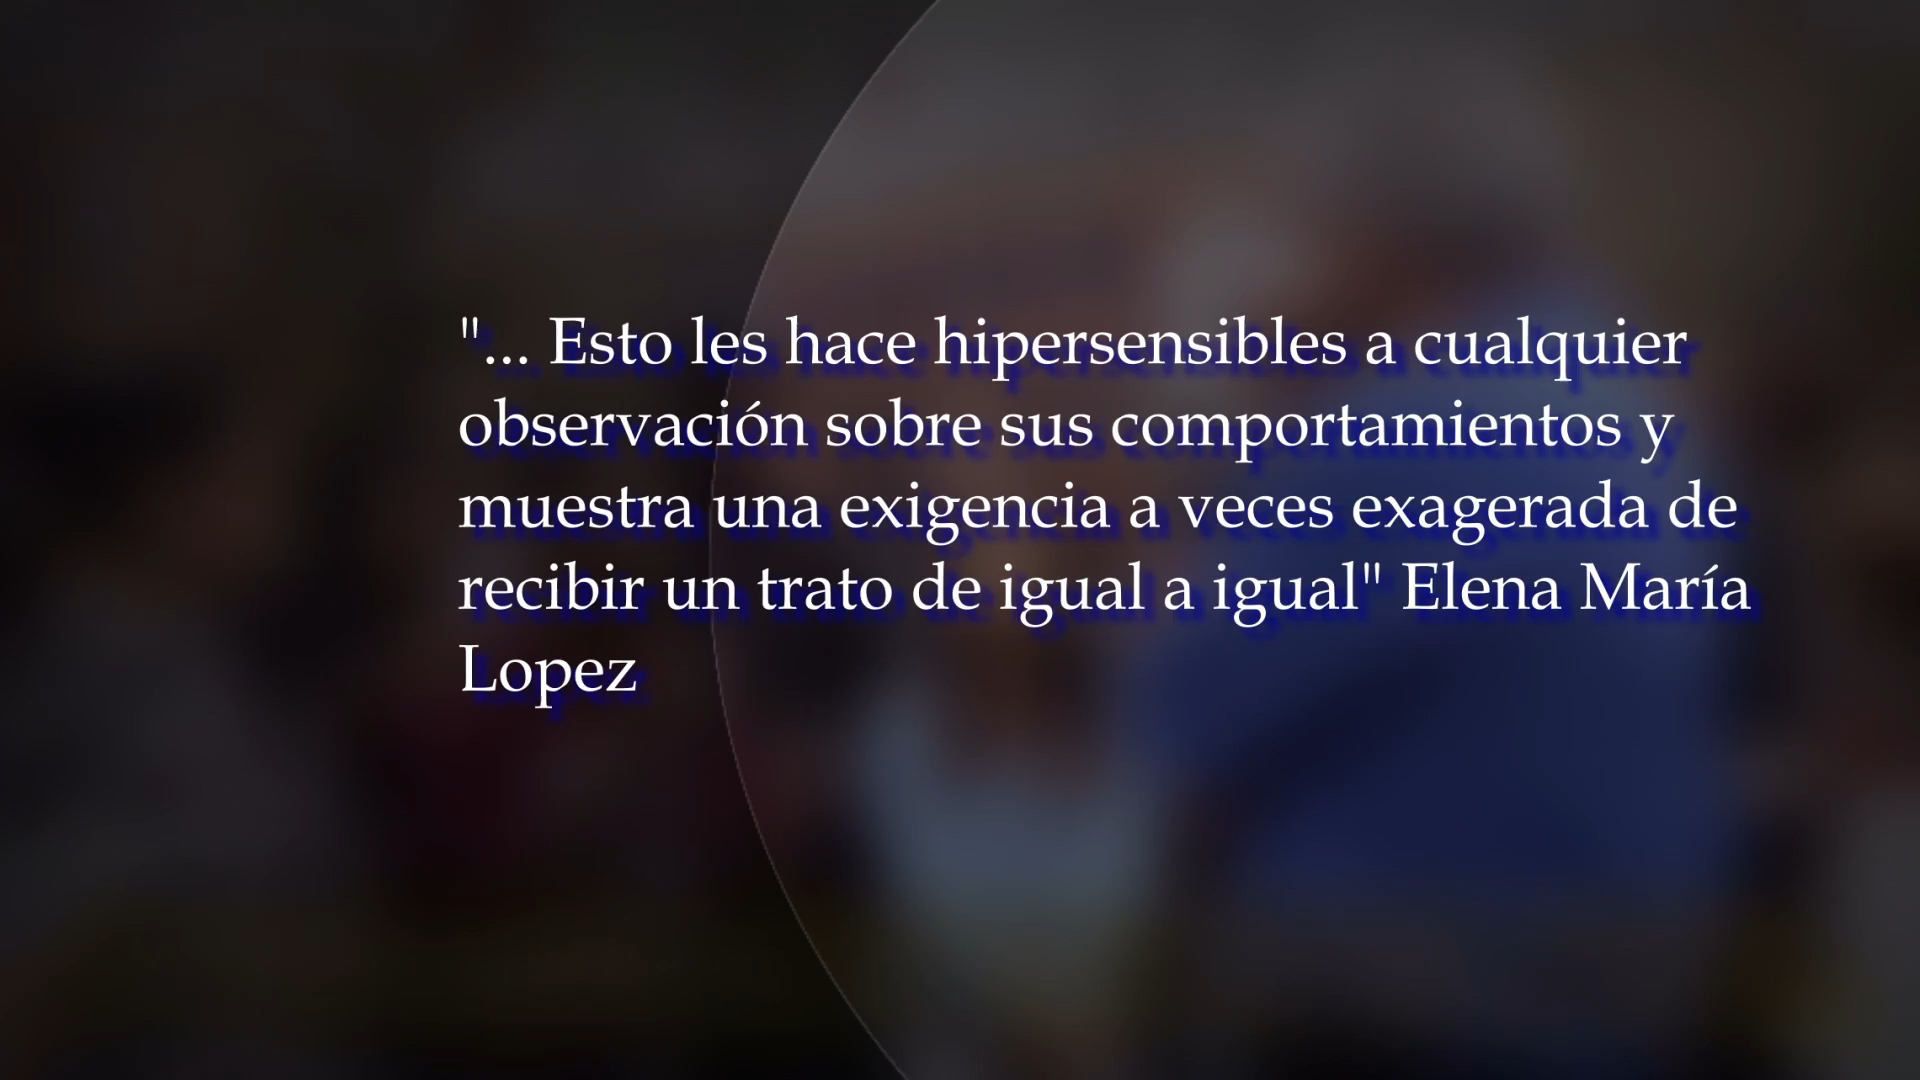 "... Esto les hace hipersensibles a cualquier
observación sobre sus comportamientos y
muestra una exigencia a veces exagerada de
recibir un trato de igual a igual" Elena María
Lopez